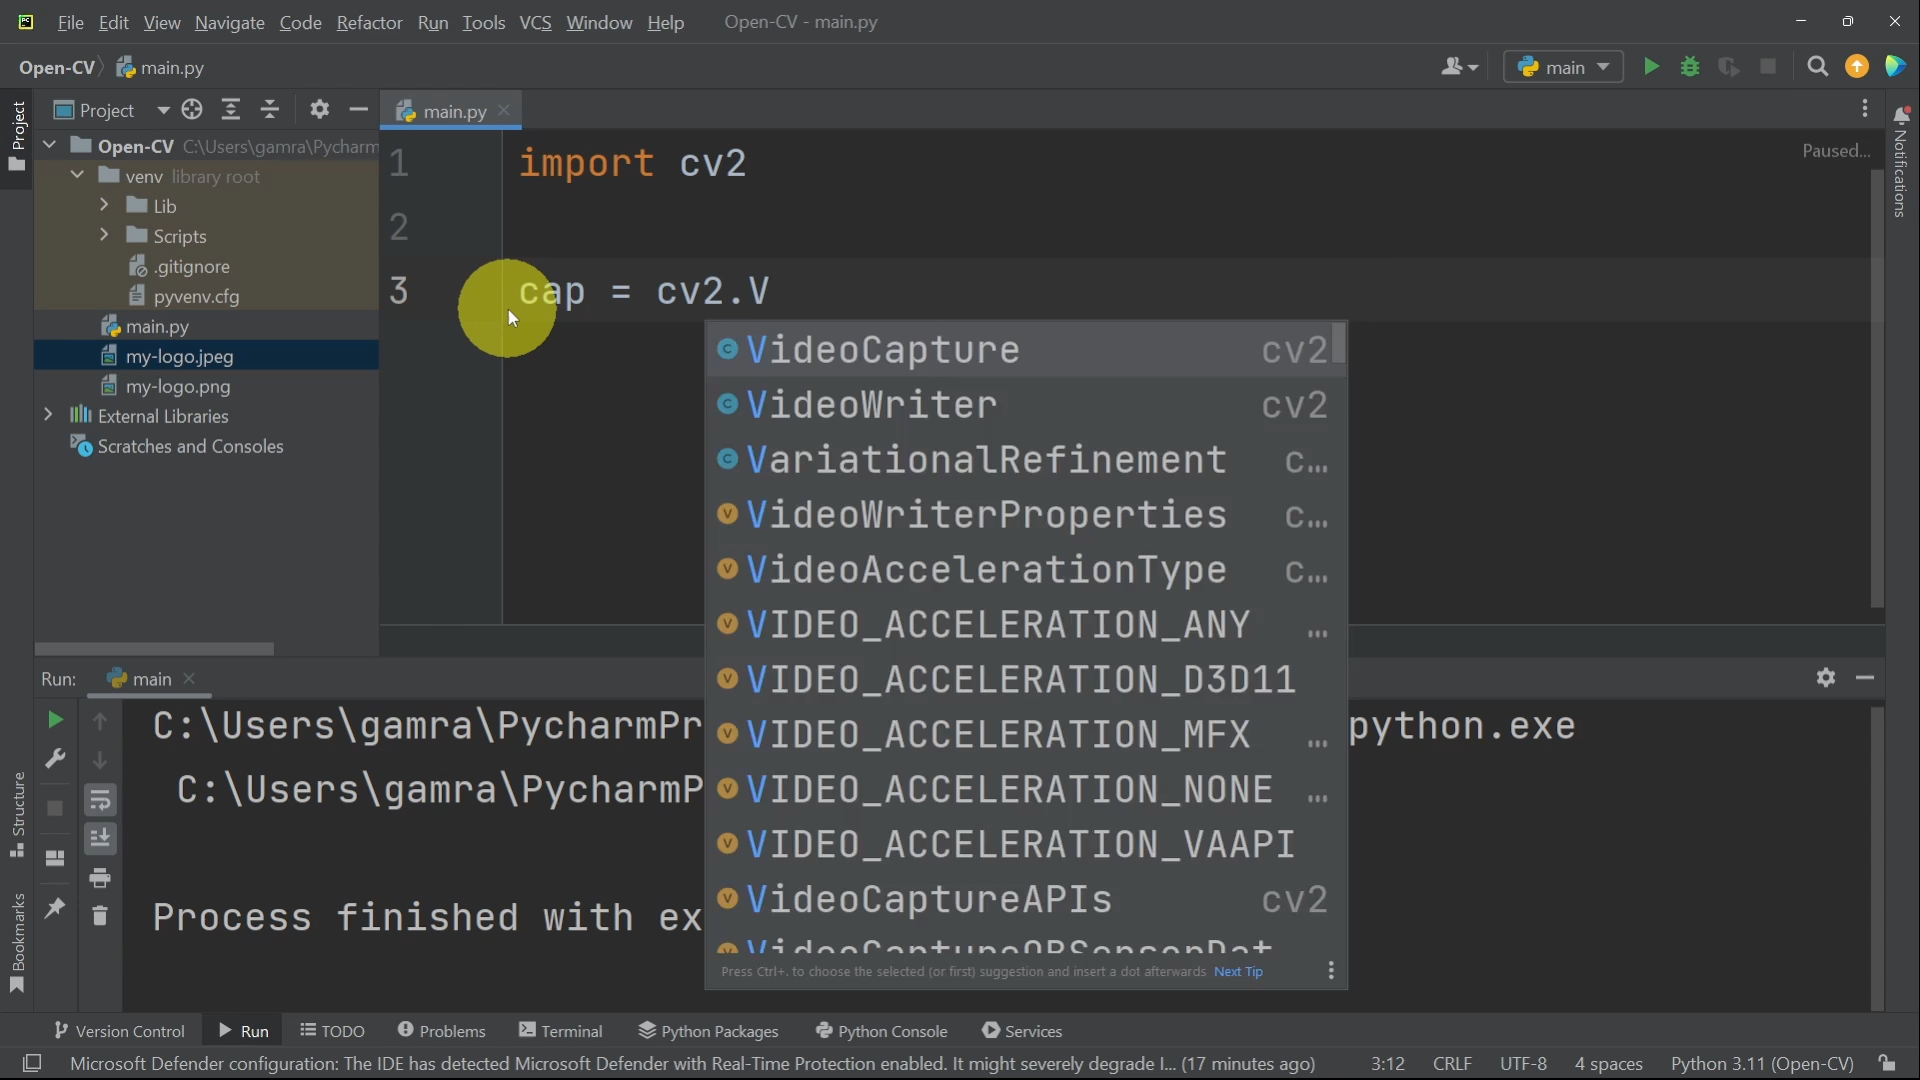 File Edit View Navigate Code Refactor Run Tools VCS Window Help Open-CV - main.py
Open-CV main.py main
Project main.py
Project
Notifications
Open-CV C:\Users\gamra\Pycharm
venv library root
Lib
Scripts
.gitignore
pyvenv.cfg
main.py
my-logo.jpeg
my-logo.png
External Libraries
Scratches and Consoles
Paused...
1 import cv2
2
3 cap = cv2.V
VideoCapture cv2
VideoWriter cv2
VariationalRefinement c...
VideoWriterProperties c...
VideoAccelerationType c...
VIDEO_ACCELERATION_ANY ...
VIDEO_ACCELERATION_D3D11
VIDEO_ACCELERATION_MFX ...
VIDEO_ACCELERATION_NONE ...
VIDEO_ACCELERATION_VAAPI
VideoCaptureAPIs cv2
Press Ctrl+. to choose the selected (or first) suggestion and insert a dot afterwards Next Tip
Run: main
C:\Users\gamra\PycharmPr python.exe
C:\Users\gamra\PycharmP
Process finished with ex
Structure
Bookmarks
Version Control Run TODO Problems Terminal Python Packages Python Console Services
Microsoft Defender configuration: The IDE has detected Microsoft Defender with Real-Time Protection enabled. It might severely degrade I... (17 minutes ago) 3:12 CRLF UTF-8 4 spaces Python 3.11 (Open-CV)